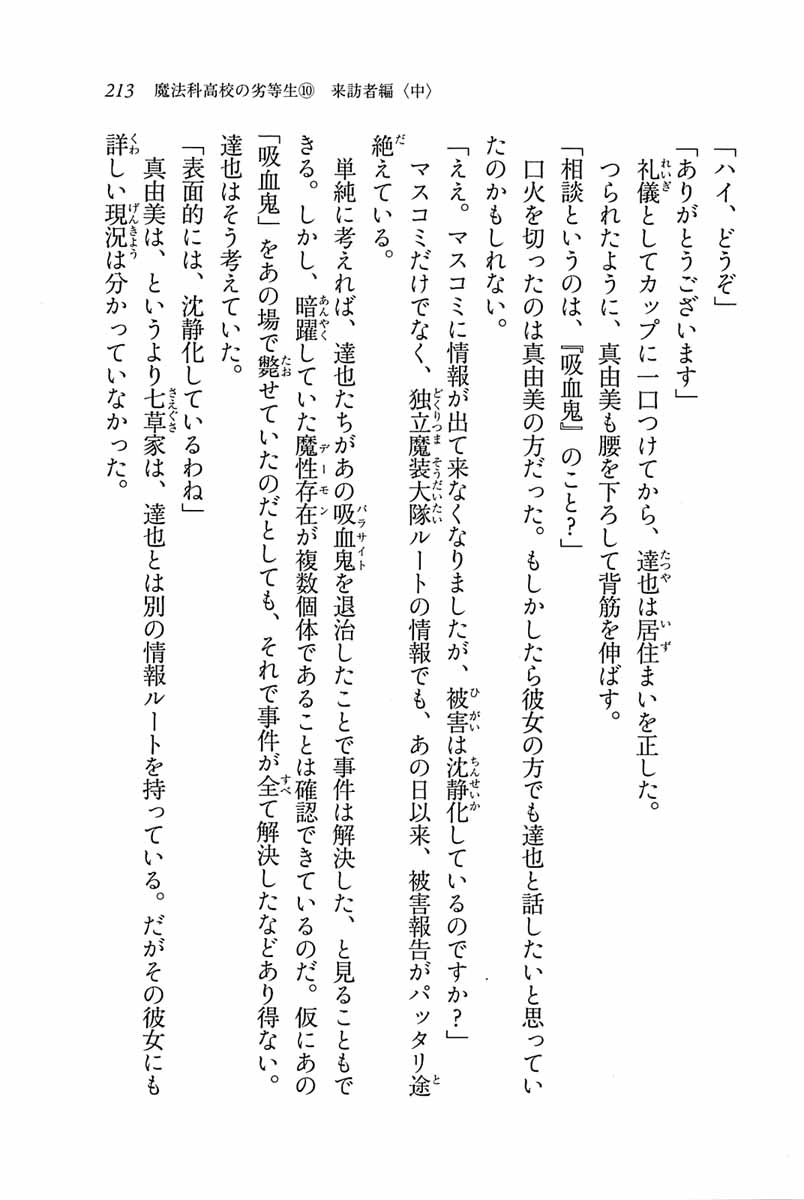 213 魔法科高校の劣等生⑩ 来訪者編〈中〉
「ハイ、どうぞ」
「ありがとうございます」
礼儀としてカップに一口つけてから、達也は居住まいを正した。
つられたように、真由美も腰を下ろして背筋を伸ばす。
「相談というのは、『吸血鬼』のこと？」
口火を切ったのは真由美の方だった。もしかしたら彼女の方でも達也と話したいと思ってい
たのかもしれない。
「ええ。マスコミに情報が出て来なくなりましたが、被害は沈静化しているのですか？」
マスコミだけでなく、独立魔装大隊ルートの情報でも、あの日以来、被害報告がパッタリ途
絶えている。
単純に考えれば、達也たちがあの吸血鬼を退治したことで事件は解決した、と見ることもで
きる。しかし、暗躍していた魔性存在が複数個体であることは確認できているのだ。仮にあの
「吸血鬼」をあの場で斃せていたのだとしても、それで事件が全て解決したなどあり得ない。
達也はそう考えていた。
「表面的には、沈静化しているわね」
真由美は、というより七草家は、達也とは別の情報ルートを持っている。だがその彼女にも
詳しい現況は分かっていなかった。